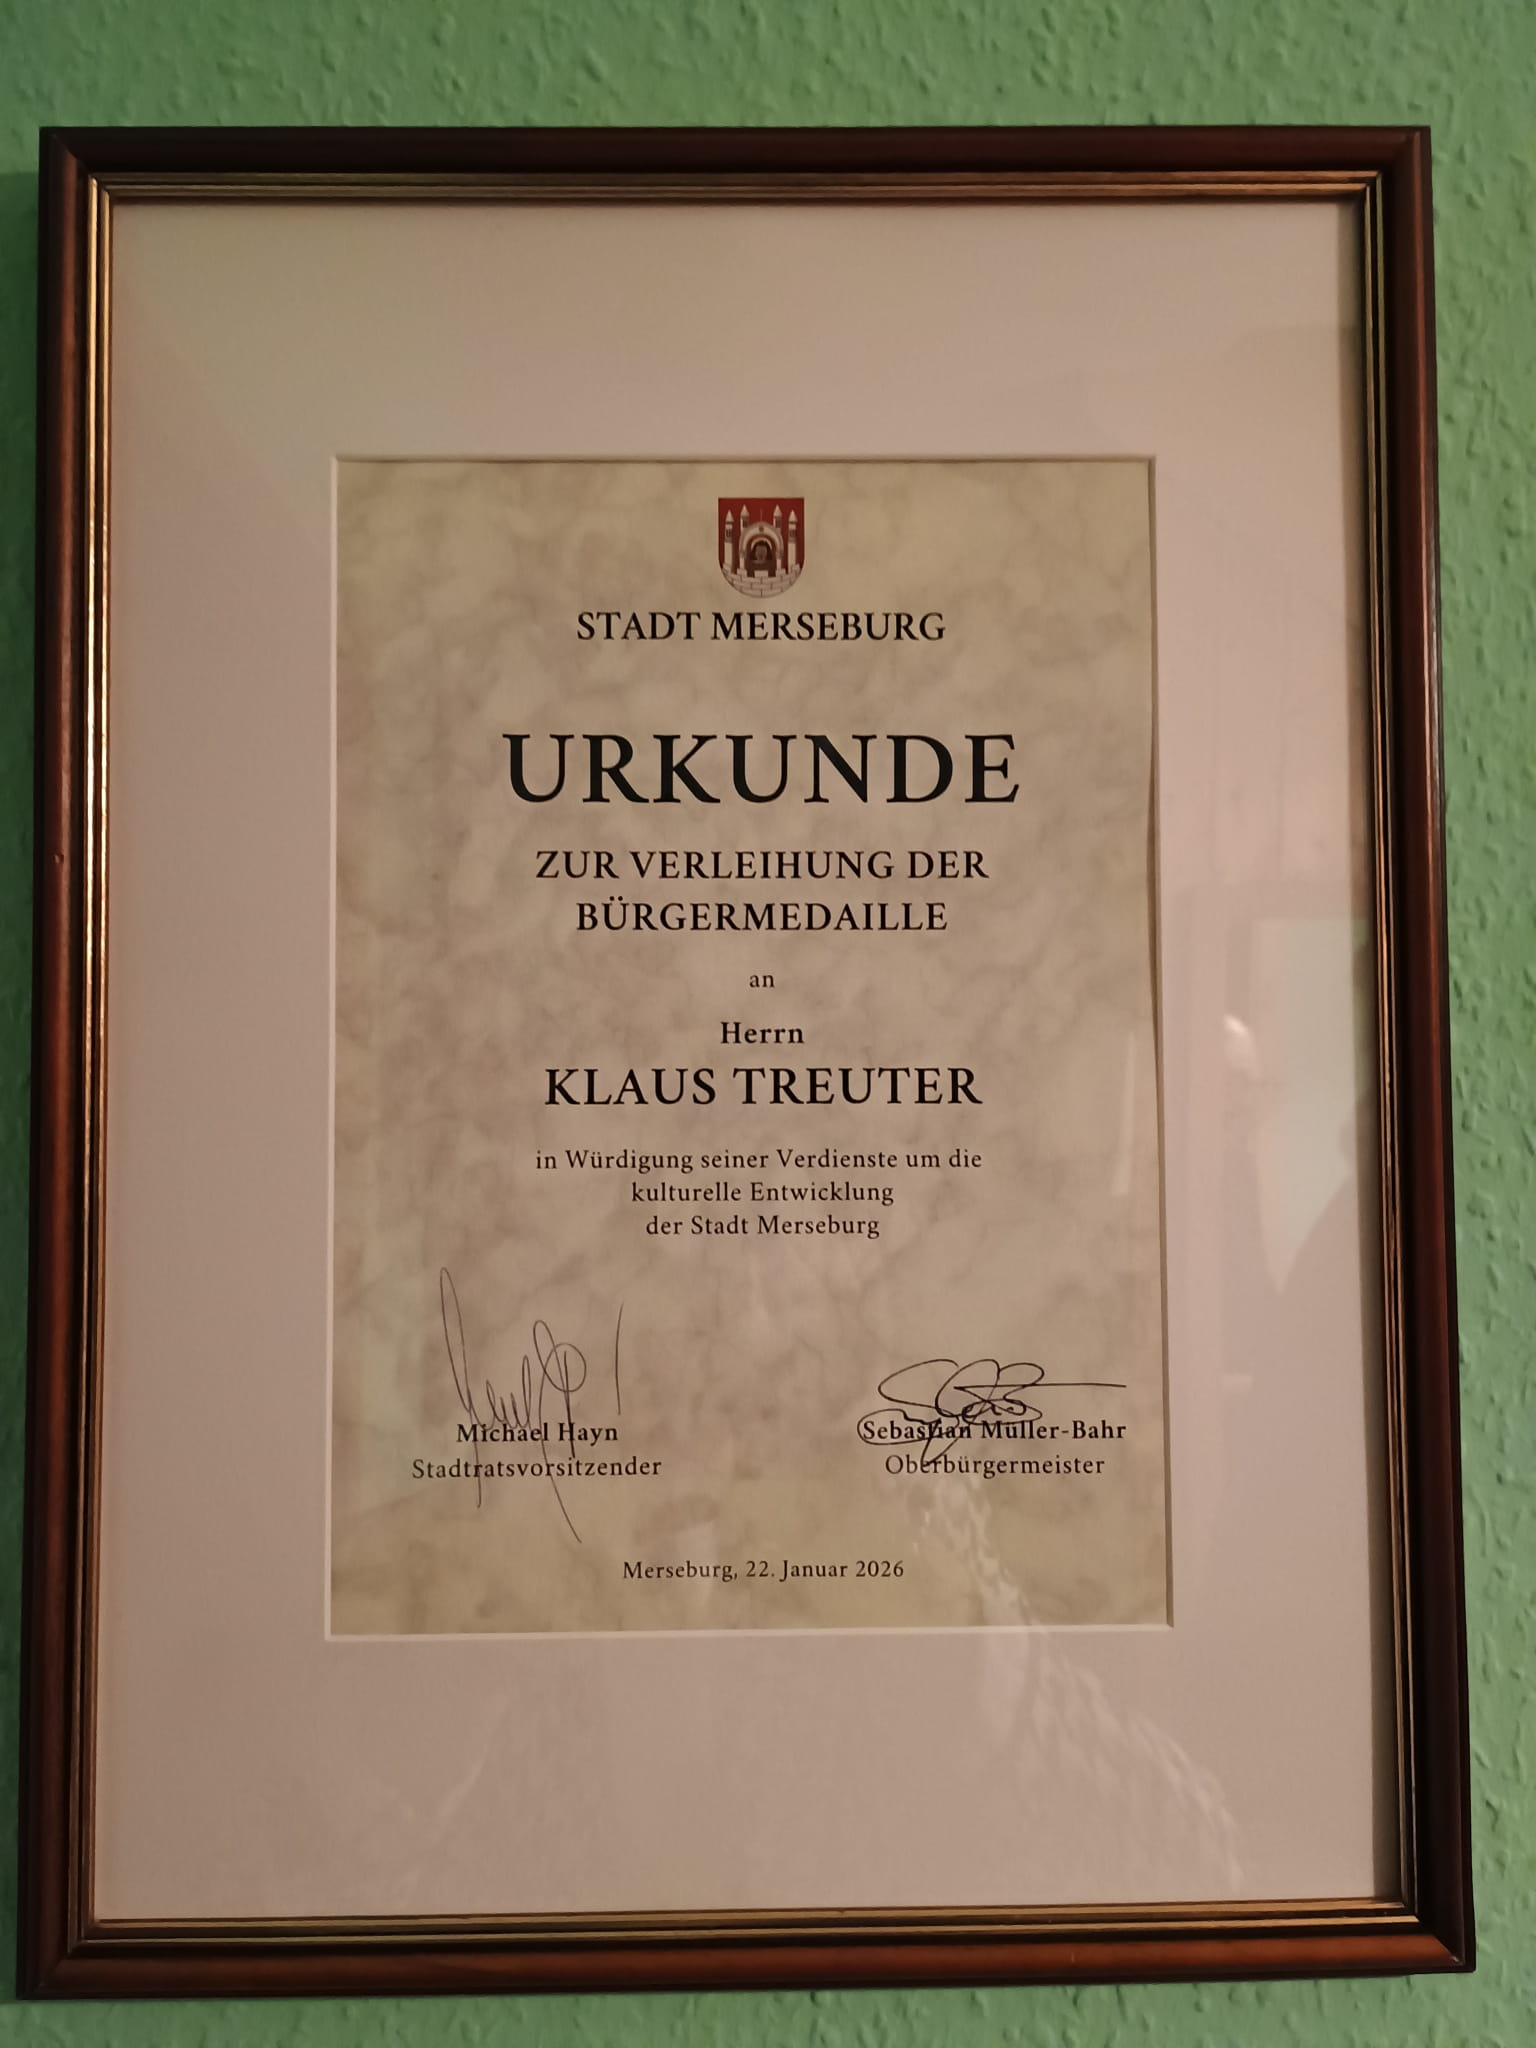 STADT MERSEBURG
URKUNDE
ZUR VERLEIHUNG DER
BÜRGERMEDAILLE
an
Herrn
KLAUS TREUTER
in Würdigung seiner Verdienste um die
kulturelle Entwicklung
der Stadt Merseburg
Michael Hayn
Stadtratsvorsitzender
Sebastian Müller-Bahr
Oberbürgermeister
Merseburg, 22. Januar 2026